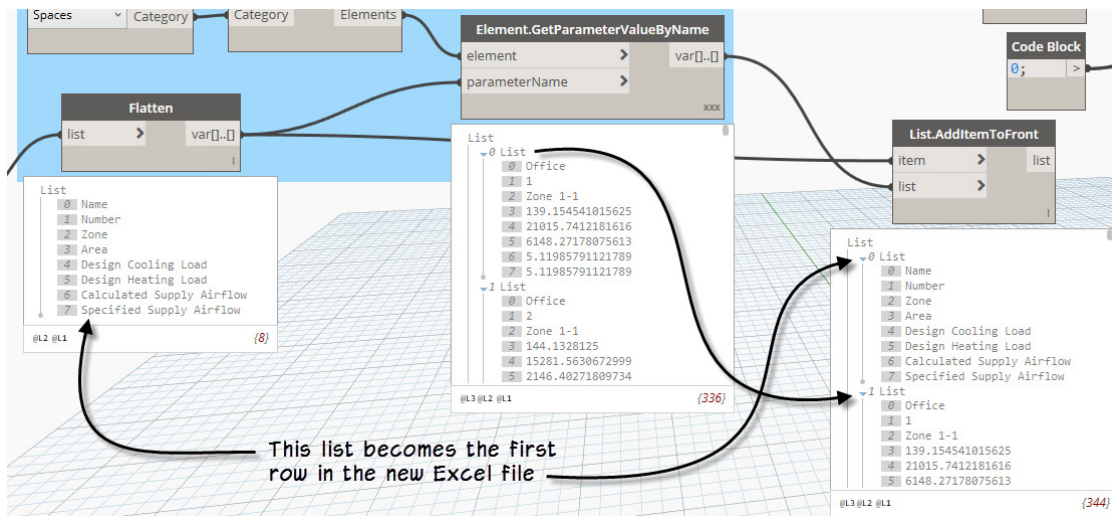 Spaces
Category
Category
Elements
Element.GetParameterValueByName
element > var[]..[]
parameterName >
xxx
Code Block
0; >
Flatten
list > var[]..[]
l
List.AddItemToFront
item > list
list >
l
List
0 Name
1 Number
2 Zone
3 Area
4 Design Cooling Load
5 Design Heating Load
6 Calculated Supply Airflow
7 Specified Supply Airflow
@L2 @L1 {8}
List
0 List
0 Office
1 1
2 Zone 1-1
3 139.154541015625
4 21015.7412181616
5 6148.27178075613
6 5.11985791121789
7 5.11985791121789
1 List
0 Office
1 2
2 Zone 1-1
3 144.1328125
4 15281.5630672999
5 2146.40271809734
@L3 @L2 @L1 {336}
List
0 List
0 Name
1 Number
2 Zone
3 Area
4 Design Cooling Load
5 Design Heating Load
6 Calculated Supply Airflow
7 Specified Supply Airflow
1 List
0 Office
1 1
2 Zone 1-1
3 139.154541015625
4 21015.7412181616
5 6148.27178075613
@L3 @L2 @L1 {344}
This list becomes the first
row in the new Excel file